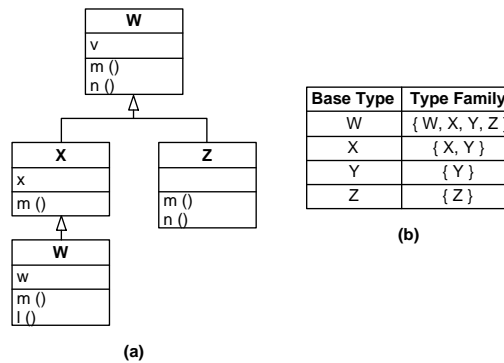 W
v
m ()
n ()
X
x
m ()
Z
m ()
n ()
W
w
m ()
l ()
(a)
Base Type Type Family
W { W, X, Y, Z }
X { X, Y }
Y { Y }
Z { Z }
(b)